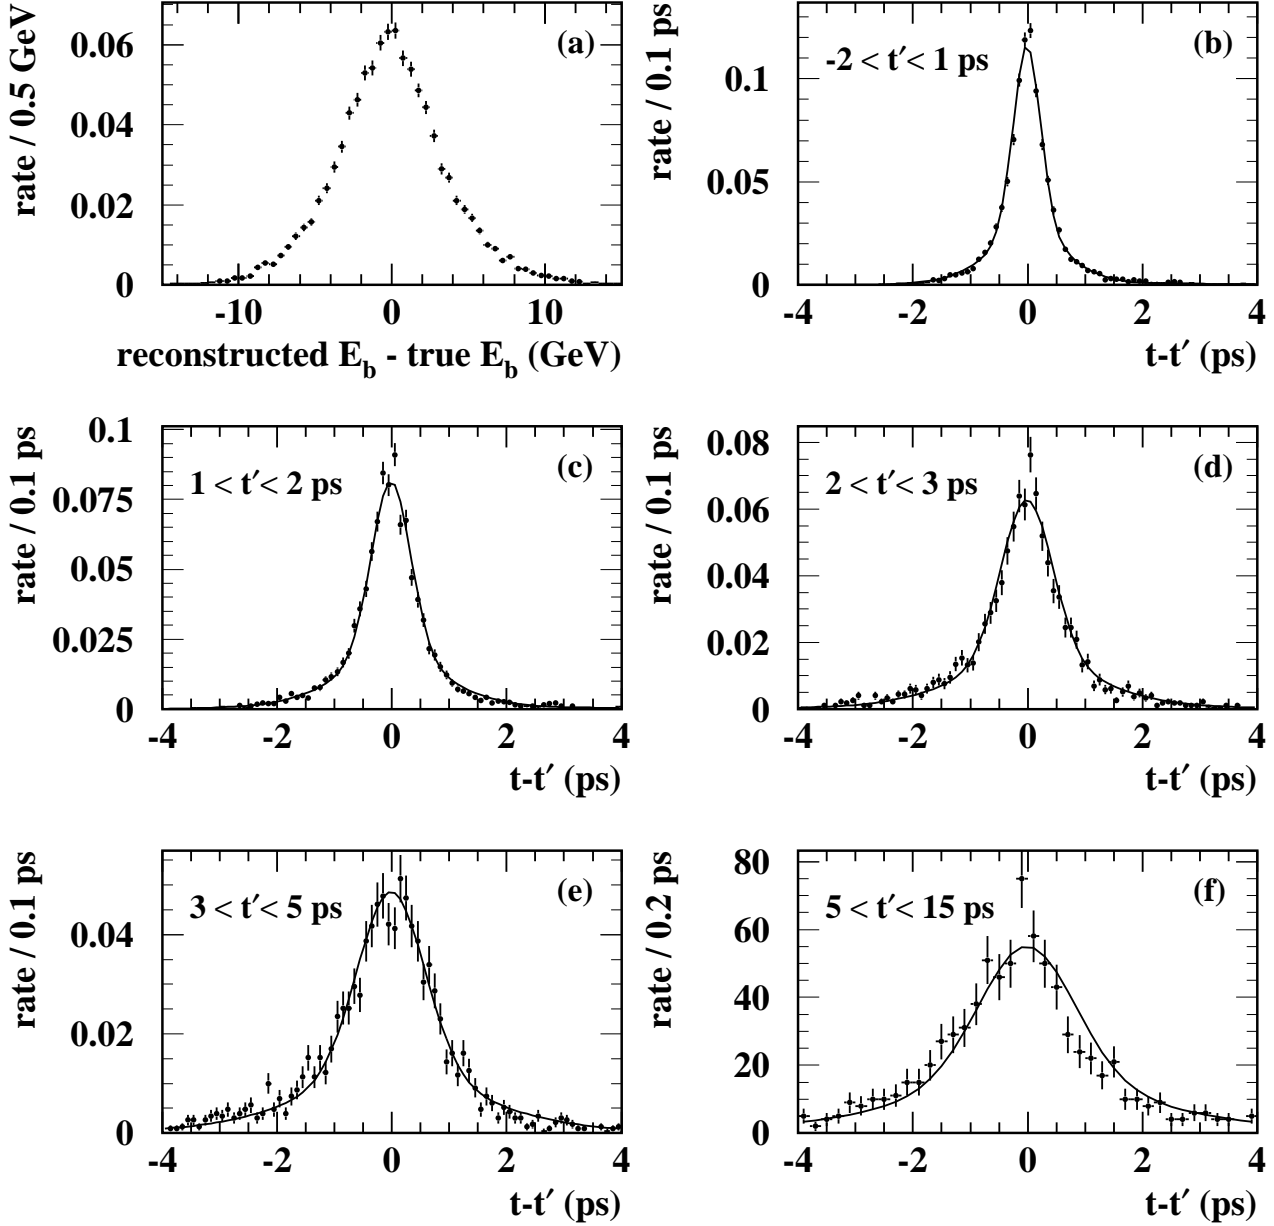 rate / 0.5 GeV
(a)
0.06
0.04
0.02
0
-10 0 10
reconstructed E_b - true E_b (GeV)
rate / 0.1 ps
(b)
-2 < t′< 1 ps
0.1
0.05
0
-4 -2 0 2 4
t-t′ (ps)
rate / 0.1 ps
(c)
1 < t′< 2 ps
0.1
0.075
0.05
0.025
0
-4 -2 0 2 4
t-t′ (ps)
rate / 0.1 ps
(d)
2 < t′< 3 ps
0.08
0.06
0.04
0.02
0
-4 -2 0 2 4
t-t′ (ps)
rate / 0.1 ps
(e)
3 < t′< 5 ps
0.04
0.02
0
-4 -2 0 2 4
t-t′ (ps)
rate / 0.2 ps
(f)
5 < t′< 15 ps
80
60
40
20
0
-4 -2 0 2 4
t-t′ (ps)